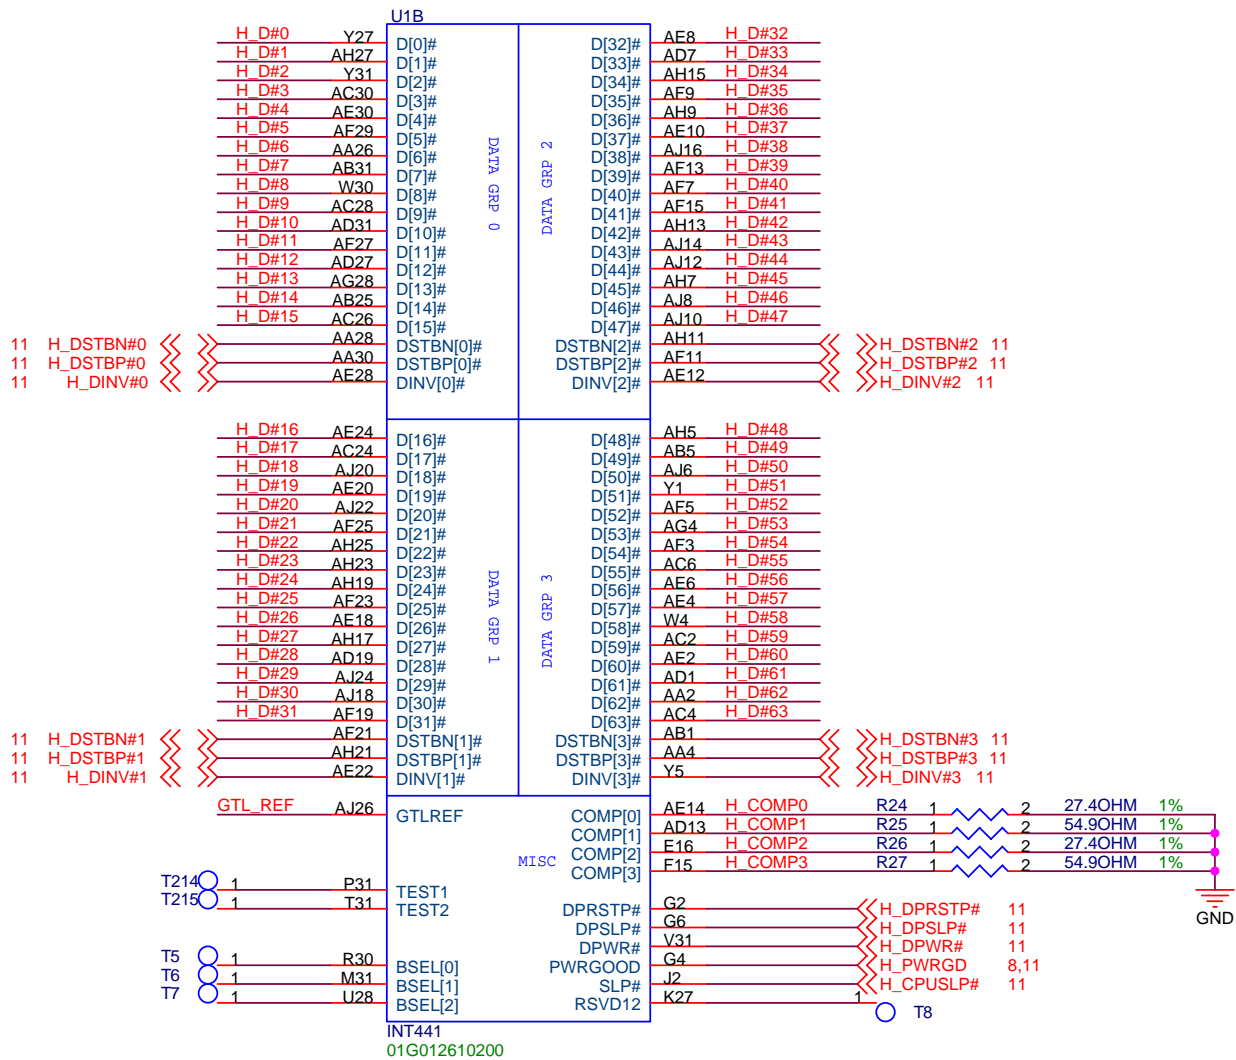 U1B
H_D#0 Y27 D[0]# D[32]# AE8 H_D#32
H_D#1 AH27 D[1]# D[33]# AD7 H_D#33
H_D#2 Y31 D[2]# D[34]# AH15 H_D#34
H_D#3 AC30 D[3]# D[35]# AF9 H_D#35
H_D#4 AE30 D[4]# D[36]# AH9 H_D#36
H_D#5 AF29 D[5]# D[37]# AE10 H_D#37
H_D#6 AA26 D[6]# D[38]# AJ16 H_D#38
H_D#7 AB31 D[7]# D[39]# AF13 H_D#39
H_D#8 W30 D[8]# D[40]# AF7 H_D#40
H_D#9 AC28 D[9]# D[41]# AF15 H_D#41
H_D#10 AD31 D[10]# D[42]# AH13 H_D#42
H_D#11 AF27 D[11]# D[43]# AJ14 H_D#43
H_D#12 AD27 D[12]# D[44]# AJ12 H_D#44
H_D#13 AG28 D[13]# D[45]# AH7 H_D#45
H_D#14 AB25 D[14]# D[46]# AJ8 H_D#46
H_D#15 AC26 D[15]# D[47]# AJ10 H_D#47
11 H_DSTBN#0 AA28 DSTBN[0]# DSTBN[2]# AH11 H_DSTBN#2 11
11 H_DSTBP#0 AA30 DSTBP[0]# DSTBP[2]# AF11 H_DSTBP#2 11
11 H_DINV#0 AE28 DINV[0]# DINV[2]# AE12 H_DINV#2 11
DATA GRP 0
DATA GRP 2
H_D#16 AE24 D[16]# D[48]# AH5 H_D#48
H_D#17 AC24 D[17]# D[49]# AB5 H_D#49
H_D#18 AJ20 D[18]# D[50]# AJ6 H_D#50
H_D#19 AE20 D[19]# D[51]# Y1 H_D#51
H_D#20 AJ22 D[20]# D[52]# AF5 H_D#52
H_D#21 AF25 D[21]# D[53]# AG4 H_D#53
H_D#22 AH25 D[22]# D[54]# AF3 H_D#54
H_D#23 AH23 D[23]# D[55]# AC6 H_D#55
H_D#24 AH19 D[24]# D[56]# AE6 H_D#56
H_D#25 AF23 D[25]# D[57]# AE4 H_D#57
H_D#26 AE18 D[26]# D[58]# W4 H_D#58
H_D#27 AH17 D[27]# D[59]# AC2 H_D#59
H_D#28 AD19 D[28]# D[60]# AE2 H_D#60
H_D#29 AJ24 D[29]# D[61]# AD1 H_D#61
H_D#30 AJ18 D[30]# D[62]# AA2 H_D#62
H_D#31 AF19 D[31]# D[63]# AC4 H_D#63
11 H_DSTBN#1 AF21 DSTBN[1]# DSTBN[3]# AB1 H_DSTBN#3 11
11 H_DSTBP#1 AH21 DSTBP[1]# DSTBP[3]# AA4 H_DSTBP#3 11
11 H_DINV#1 AE22 DINV[1]# DINV[3]# Y5 H_DINV#3 11
DATA GRP 1
DATA GRP 3
GTL_REF AJ26 GTLREF COMP[0] AE14 H_COMP0 R24 1 2 27.4OHM 1%
COMP[1] AD13 H_COMP1 R25 1 2 54.9OHM 1%
COMP[2] E16 H_COMP2 R26 1 2 27.4OHM 1%
COMP[3] F15 H_COMP3 R27 1 2 54.9OHM 1%
MISC
GND
T214 1 P31 TEST1
T215 1 T31 TEST2
DPRSTP# G2 H_DPRSTP# 11
DPSLP# G6 H_DPSLP# 11
DPWR# V31 H_DPWR# 11
T5 1 R30 BSEL[0] PWRGOOD G4 H_PWRGD 8,11
T6 1 M31 BSEL[1] SLP# J2 H_CPUSLP# 11
T7 1 U28 BSEL[2] RSVD12 K27 1 T8
INT441
01G012610200